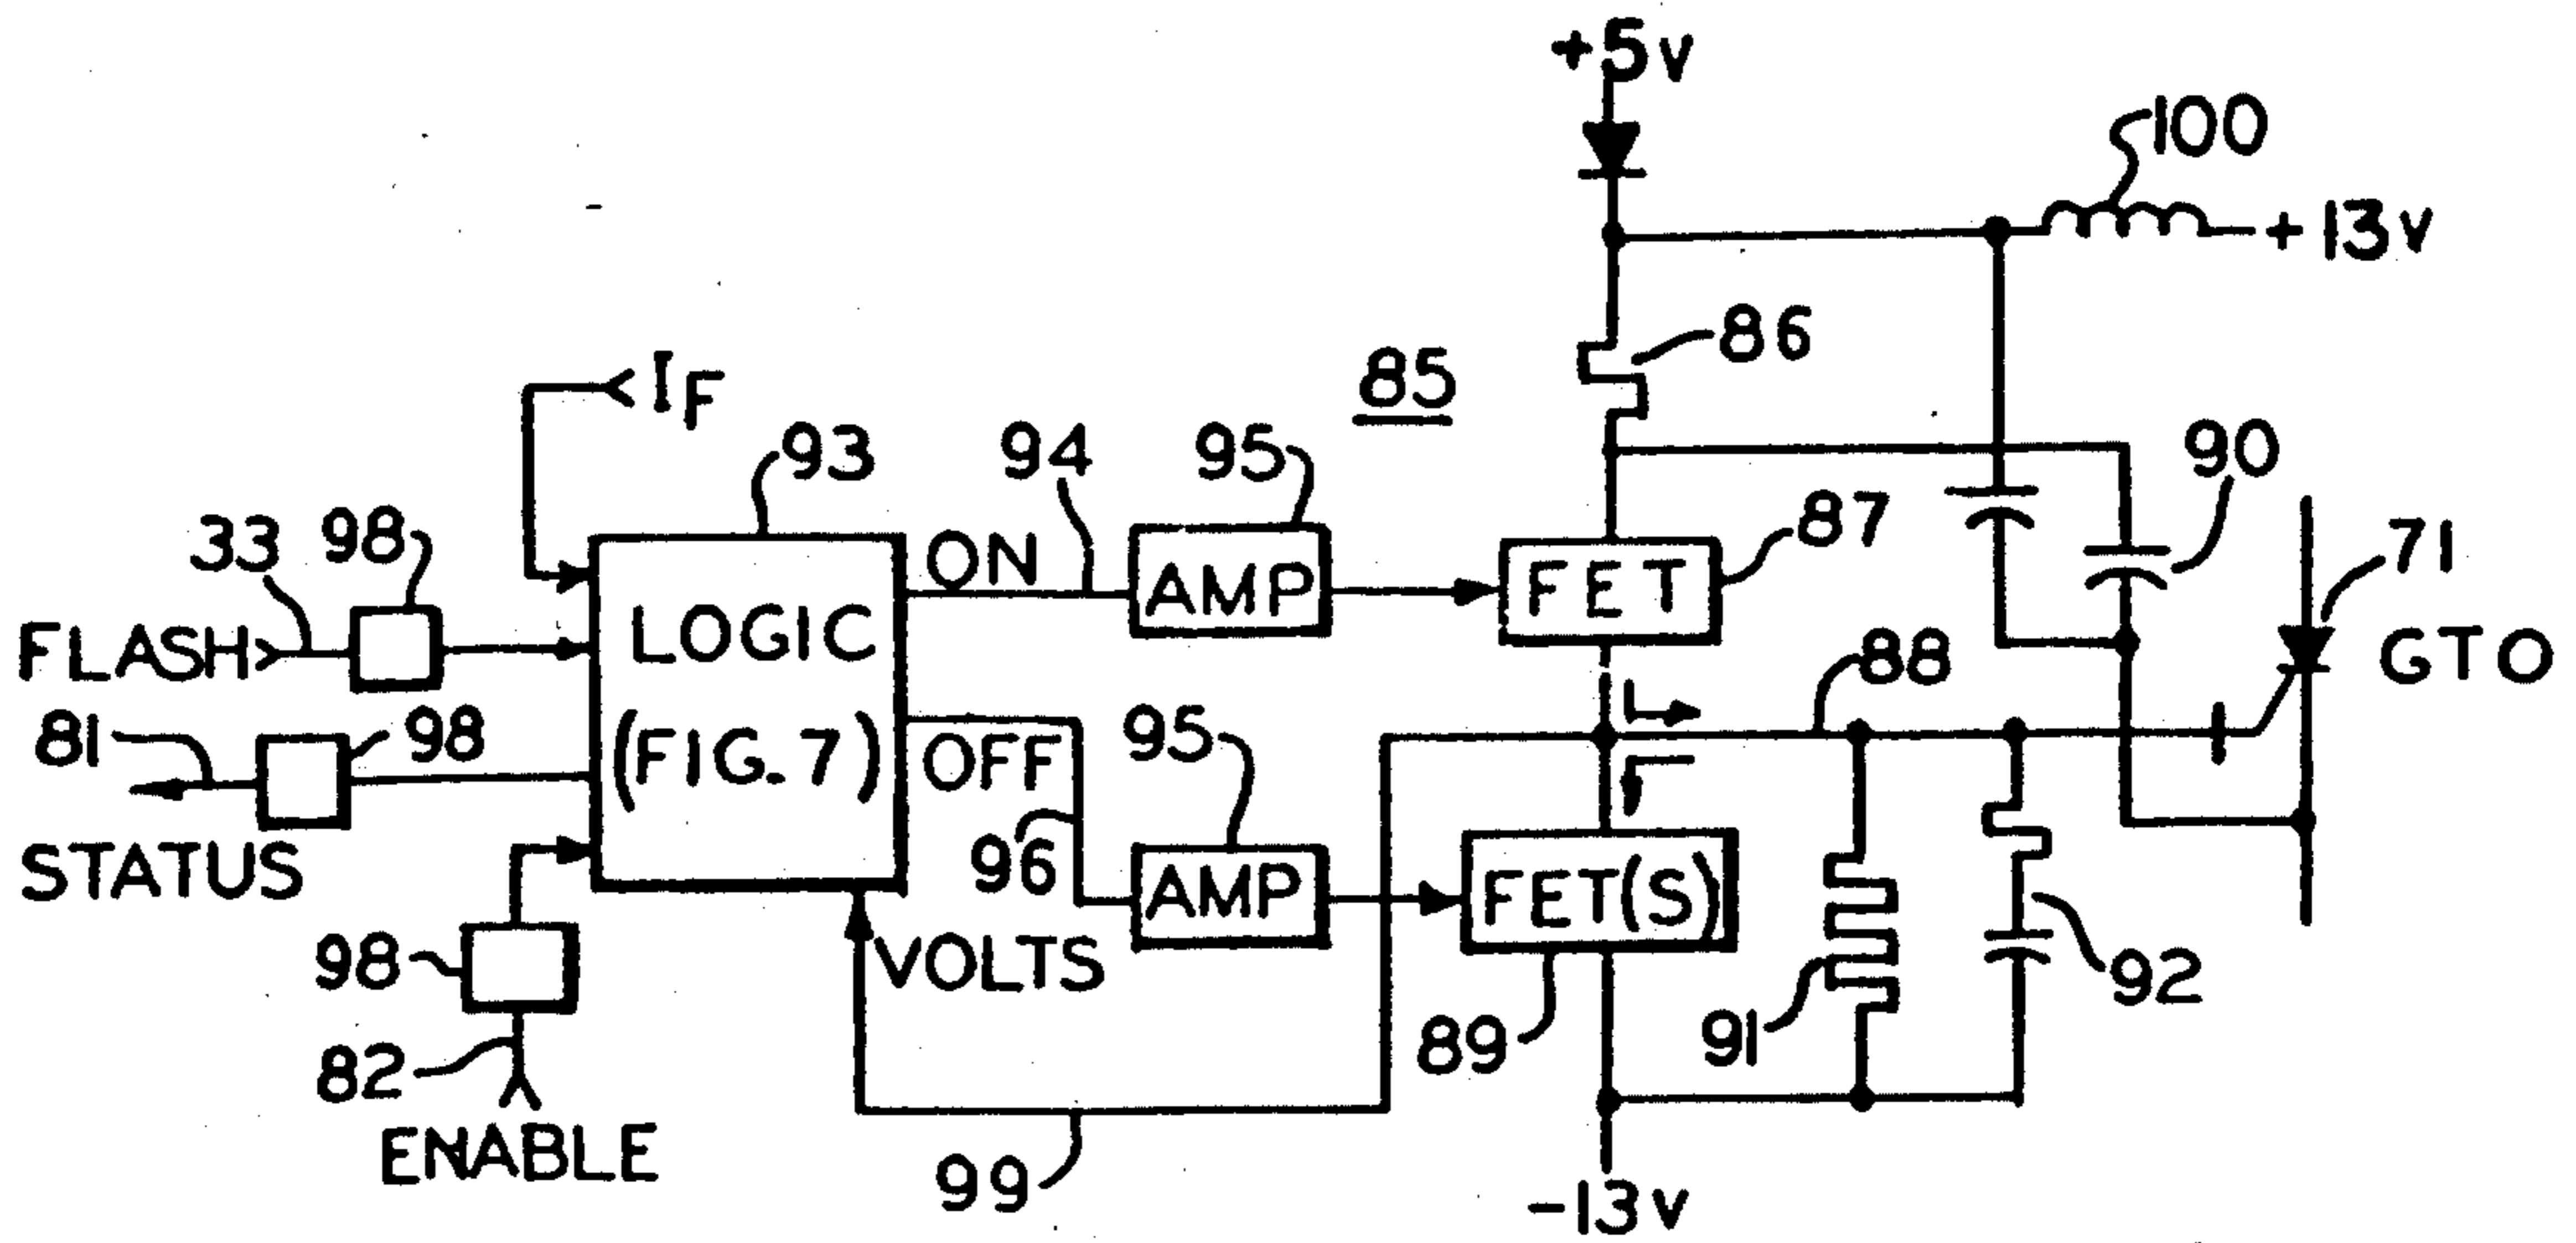 +5v
100
+13v
86
85
IF
93
94
95
90
33
98
87
71
ON
AMP
FET
FLASH
LOGIC
88
GTO
81
98
(FIG. 7)
OFF
95
STATUS
96
AMP
FET(S)
98
VOLTS
91
92
82
89
ENABLE
99
-13v